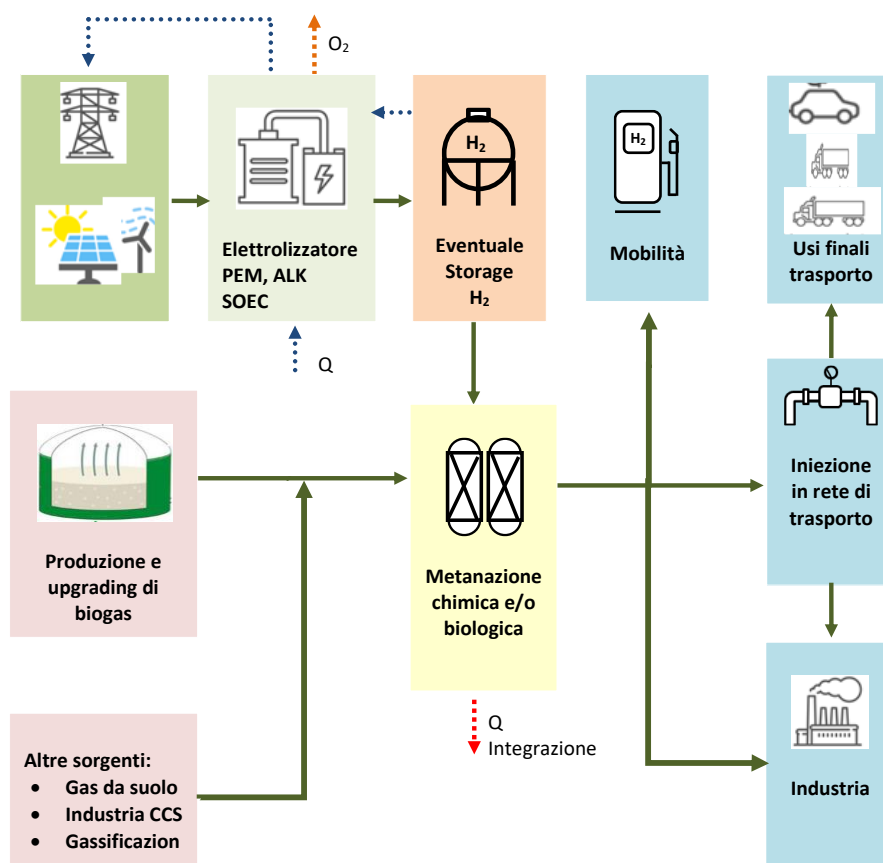 O2
H2
H2
Elettrolizzatore
PEM, ALK
SOEC
Eventuale
Storage
H2
Mobilità
Usi finali
trasporto
Q
Produzione e
upgrading di
biogas
Metanazione
chimica e/o
biologica
Iniezione
in rete di
trasporto
Q
Integrazione
Altre sorgenti:
• Gas da suolo
• Industria CCS
• Gassificazion
Industria